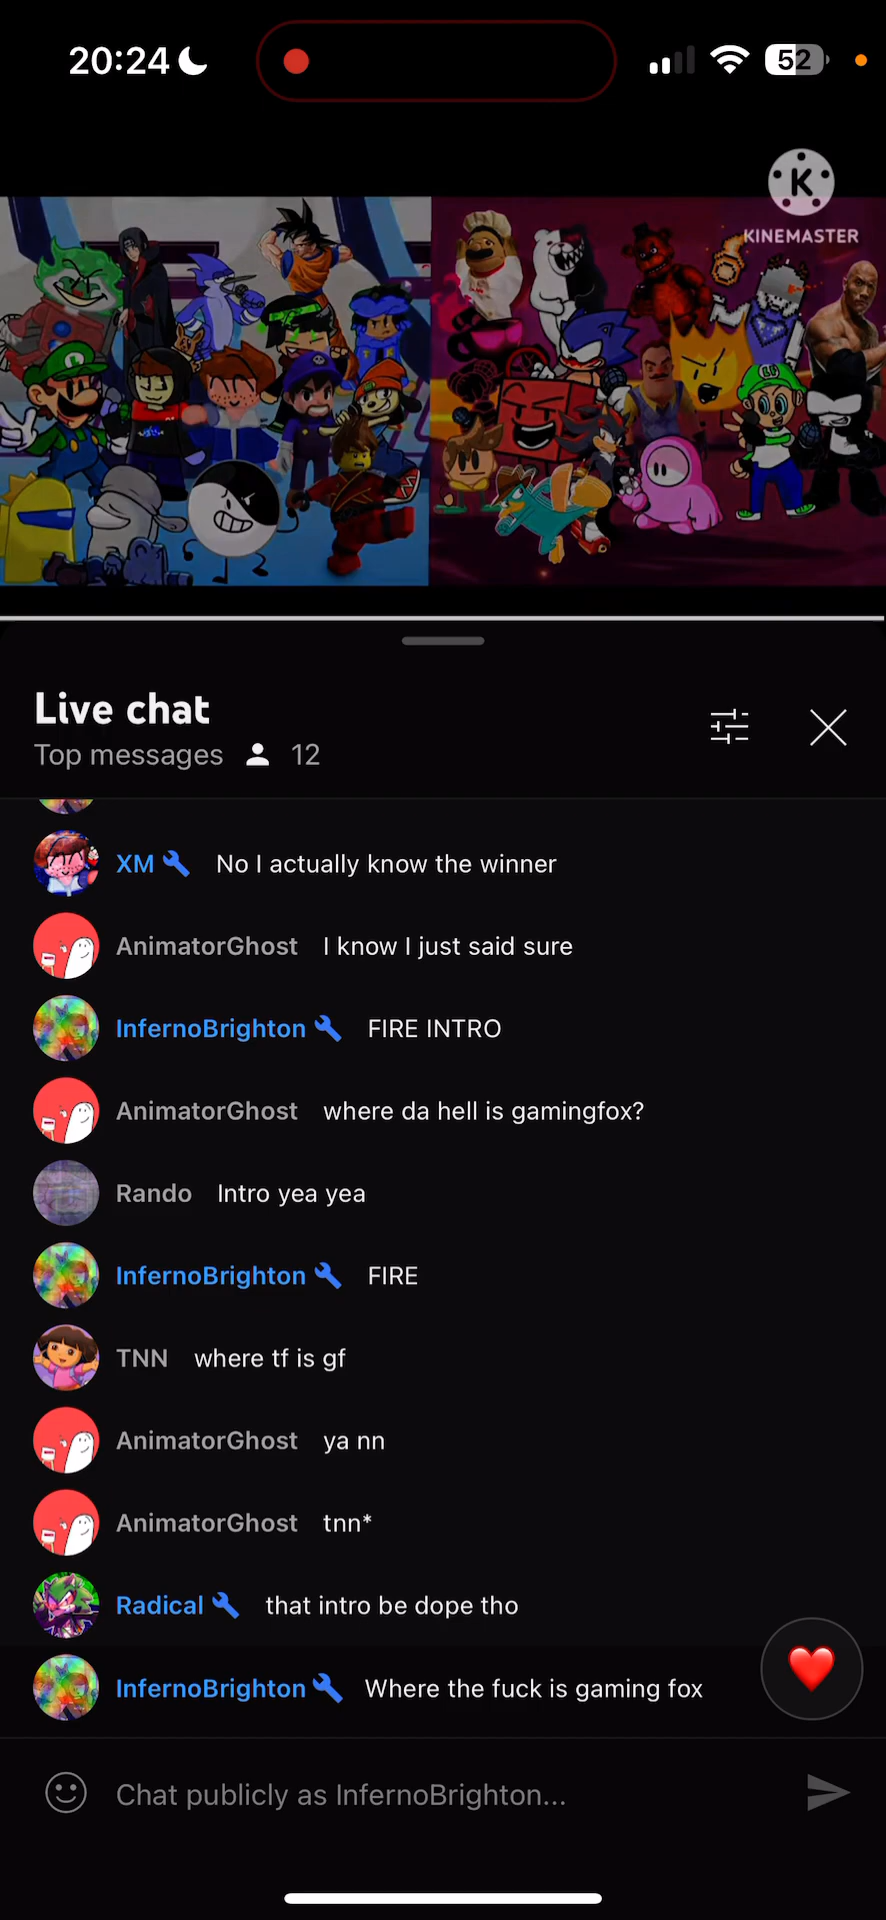 20:24
52
K
KINEMASTER
Live chat
Top messages 12
XM No I actually know the winner
AnimatorGhost I know I just said sure
InfernoBrighton FIRE INTRO
AnimatorGhost where da hell is gamingfox?
Rando Intro yea yea
InfernoBrighton FIRE
TNN where tf is gf
AnimatorGhost ya nn
AnimatorGhost tnn*
Radical that intro be dope tho
InfernoBrighton Where the fuck is gaming fox
Chat publicly as InfernoBrighton...